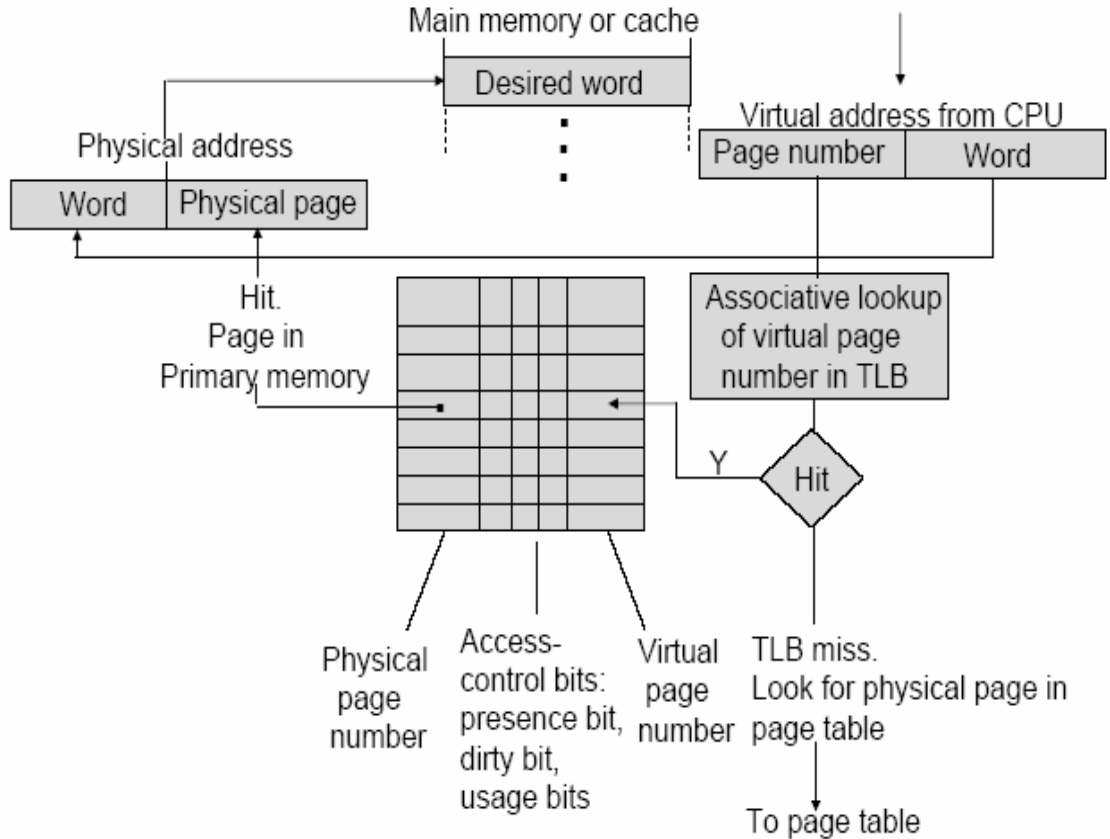 Main memory or cache
Desired word
Virtual address from CPU
Page number
Word
Physical address
Word
Physical page
Hit.
Page in
Primary memory
Associative lookup
of virtual page
number in TLB
Y
Hit
Physical
page
number
Access-
control bits:
presence bit,
dirty bit,
usage bits
Virtual
page
number
TLB miss.
Look for physical page in
page table
To page table